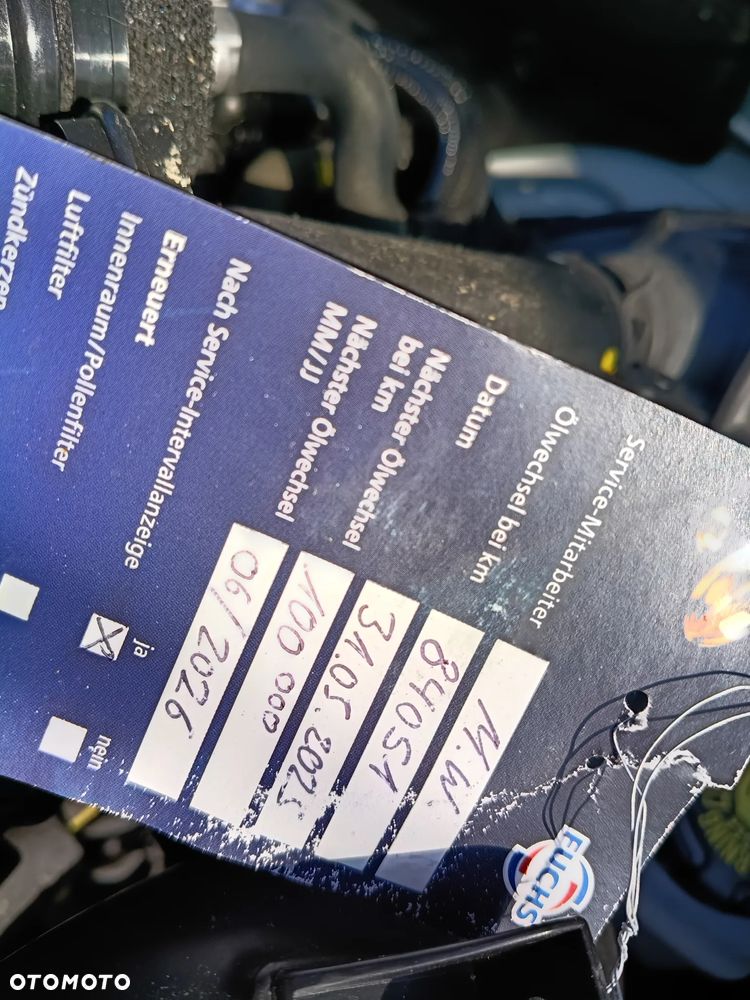 FUCHS
Service-Mitarbeiter M.W.
Ölwechsel bei km 84051
Datum 31.05.2025
Nächster Ölwechsel
bei km 100 000
Nächster Ölwechsel
MM/JJ 06/2026
Nach Service-Intervallanzeige ja nein
Erneuert
Innenraum/Pollenfilter
Luftfilter
Zündkerzen
OTOMOTO